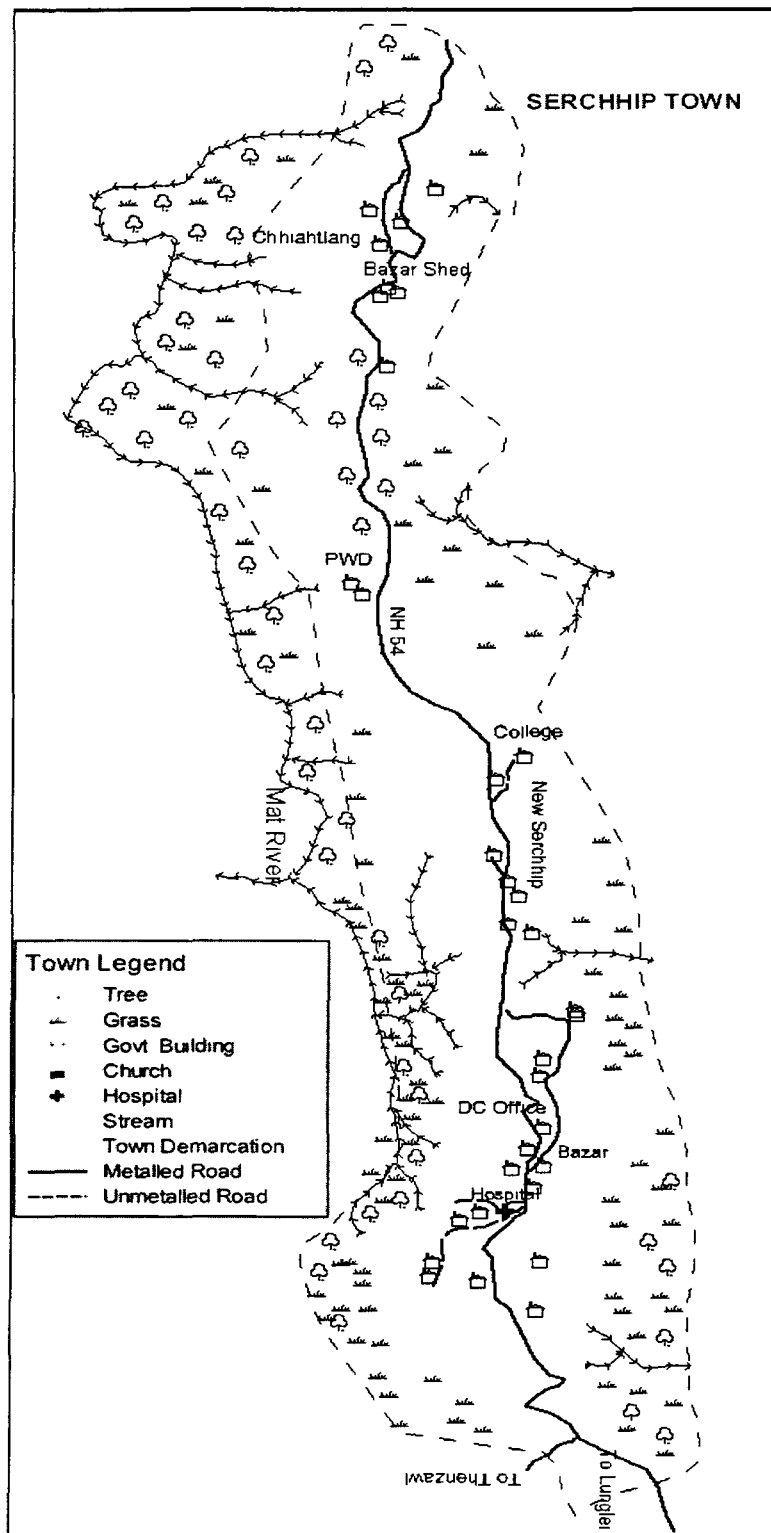 SERCHHIP TOWN
Chhiahtlang
Bazar Shed
PWD
NH 54
College
New Serchhip
Mat River
Town Legend
Tree
Grass
Govt Building
Church
Hospital
Stream
Town Demarcation
Metalled Road
Unmetalled Road
DC Office
Bazar
Hospital
To Thenzawl
To Lunglei